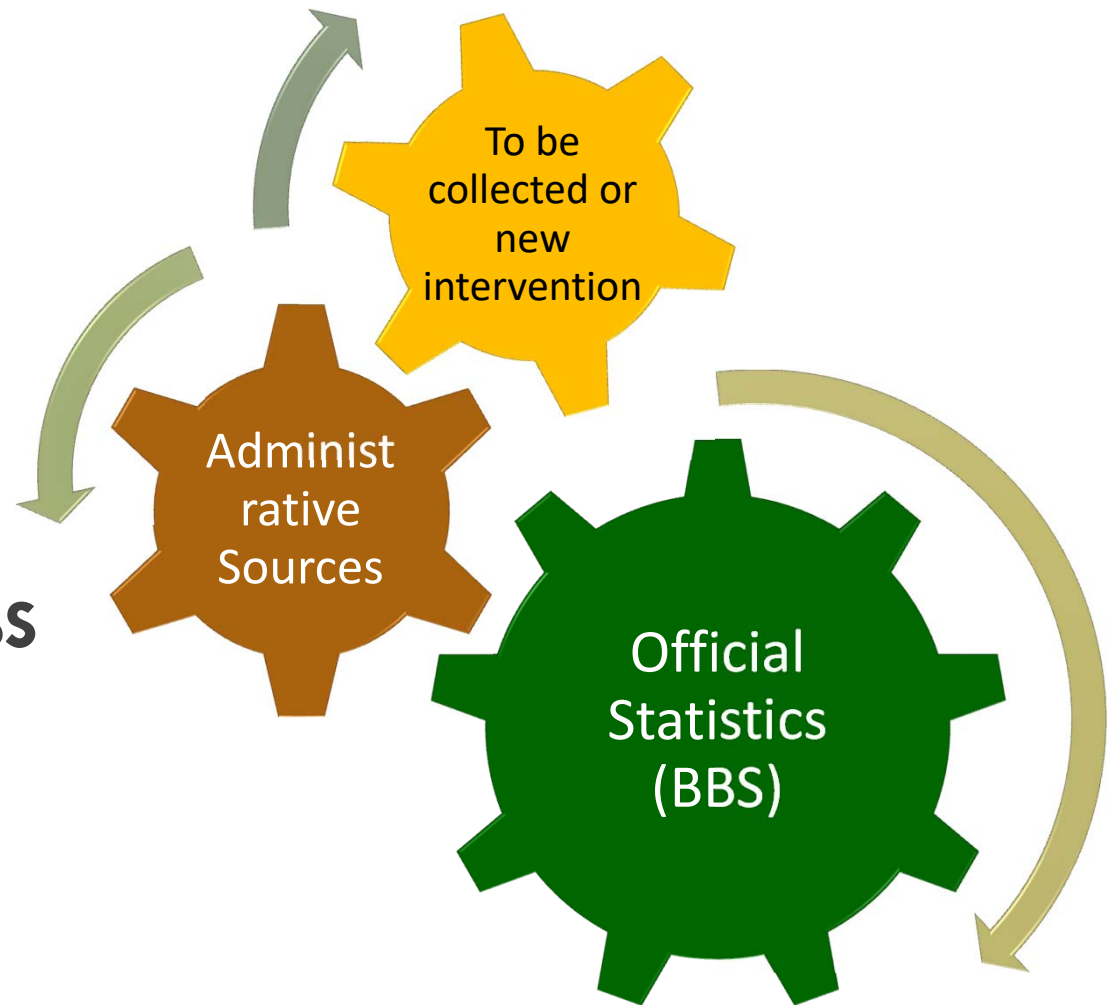 To be
collected or
new
intervention
Administ
rative
Sources
Official
Statistics
(BBS)